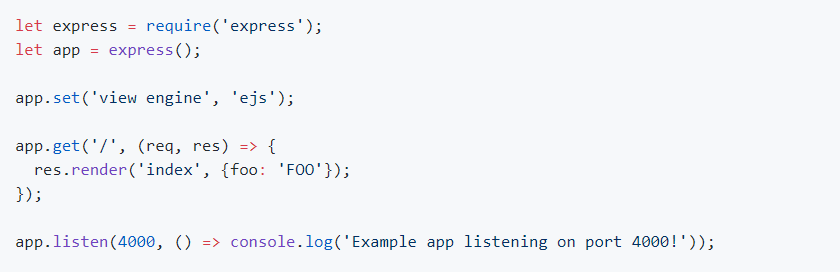 let express = require('express');
let app = express();
app.set('view engine', 'ejs');
app.get('/', (req, res) => {
  res.render('index', {foo: 'FOO'});
});
app.listen(4000, () => console.log('Example app listening on port 4000!'));